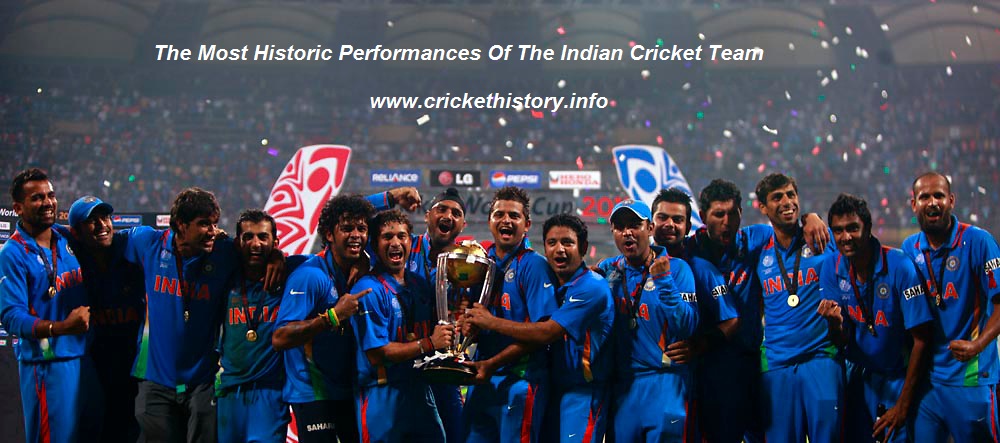 The Most Historic Performances Of The Indian Cricket Team
www.crickethistory.info
RELIANCE
LG
PEPSI
HERO HONDA
PEPSI
INDIA
INDIA
INDIA
INDIA
INDIA
INDIA
INDIA
SAHARA